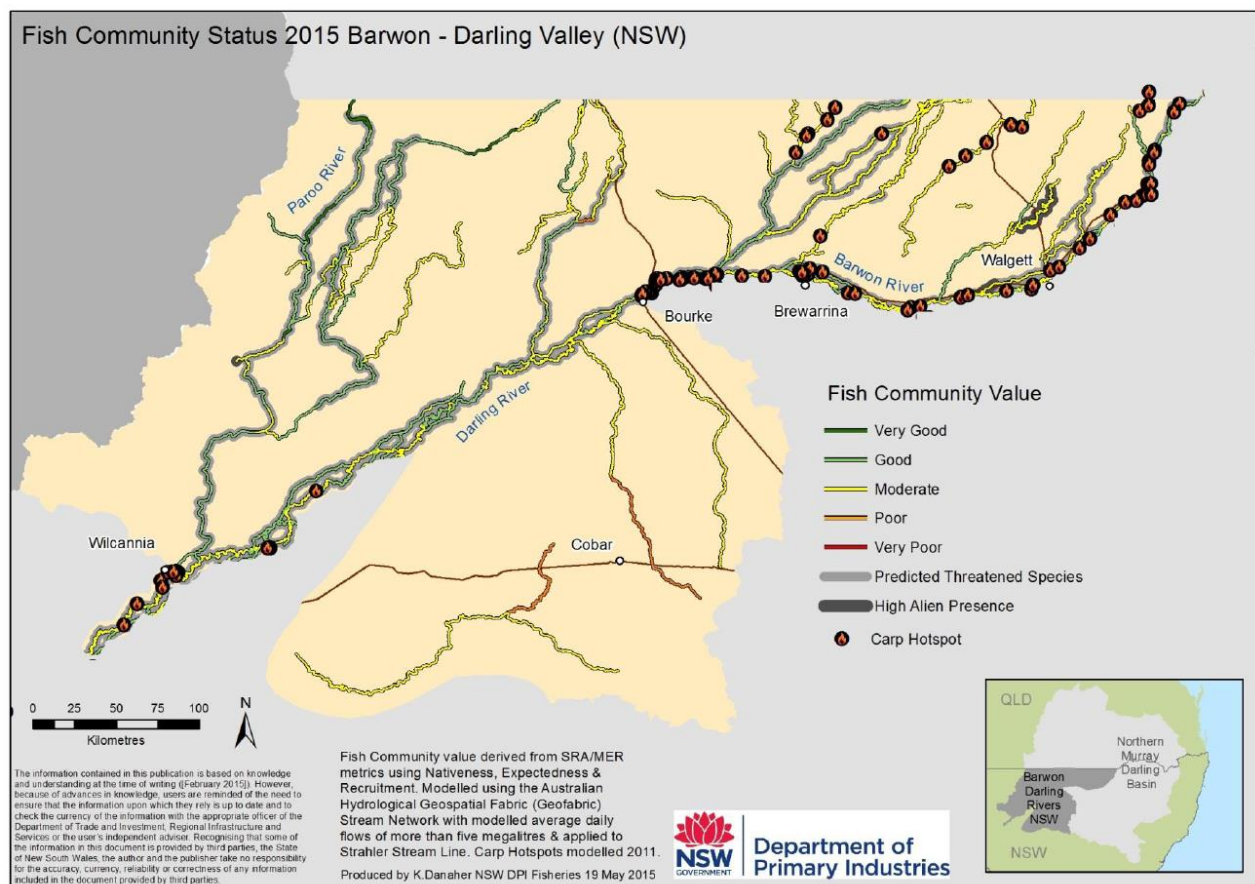 Fish Community Status 2015 Barwon - Darling Valley (NSW)
Paroo River
Barwon River
Walgett
Bourke
Brewarrina
Darling River
Wilcannia
Cobar
Fish Community Value
Very Good
Good
Moderate
Poor
Very Poor
Predicted Threatened Species
High Alien Presence
Carp Hotspot
0 25 50 75 100
Kilometres
N
The information contained in this publication is based on knowledge
and understanding at the time of writing ([February 2015]). However,
because of advances in knowledge, users are reminded of the need to
ensure that the information upon which they rely is up to date and to
check the currency of the information with the appropriate officer of the
Department of Trade and Investment, Regional Infrastructure and
Services or the user's independent adviser. Recognising that some of
the information in this document is provided by third parties, the State
of New South Wales, the author and the publisher take no responsibility
for the accuracy, currency, reliability or correctness of any information
included in the document provided by third parties.
Fish Community value derived from SRA/MER
metrics using Nativeness, Expectedness &
Recruitment. Modelled using the Australian
Hydrological Geospatial Fabric (Geofabric)
Stream Network with modelled average daily
flows of more than five megalitres & applied to
Strahler Stream Line. Carp Hotspots modelled 2011.
Produced by K.Danaher NSW DPI Fisheries 19 May 2015
NSW
GOVERNMENT
Department of
Primary Industries
QLD
Northern
Murray
Darling
Basin
Barwon
Darling
Rivers
NSW
NSW